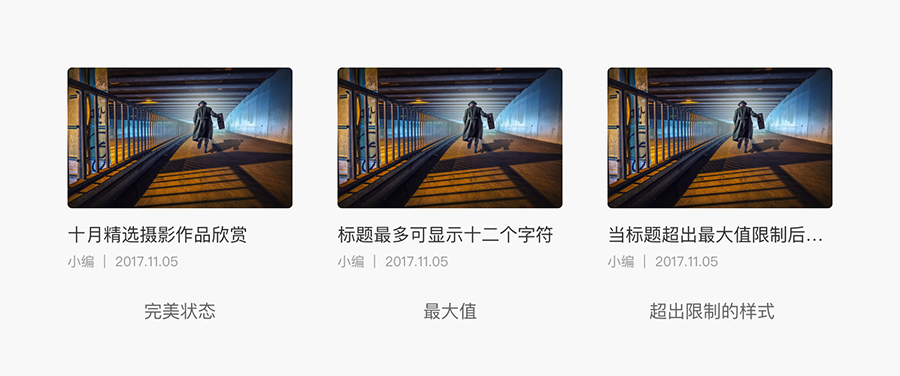 十月精选摄影作品欣赏
小编 | 2017.11.05
完美状态
标题最多可显示十二个字符
小编 | 2017.11.05
最大值
当标题超出最大值限制后...
小编 | 2017.11.05
超出限制的样式